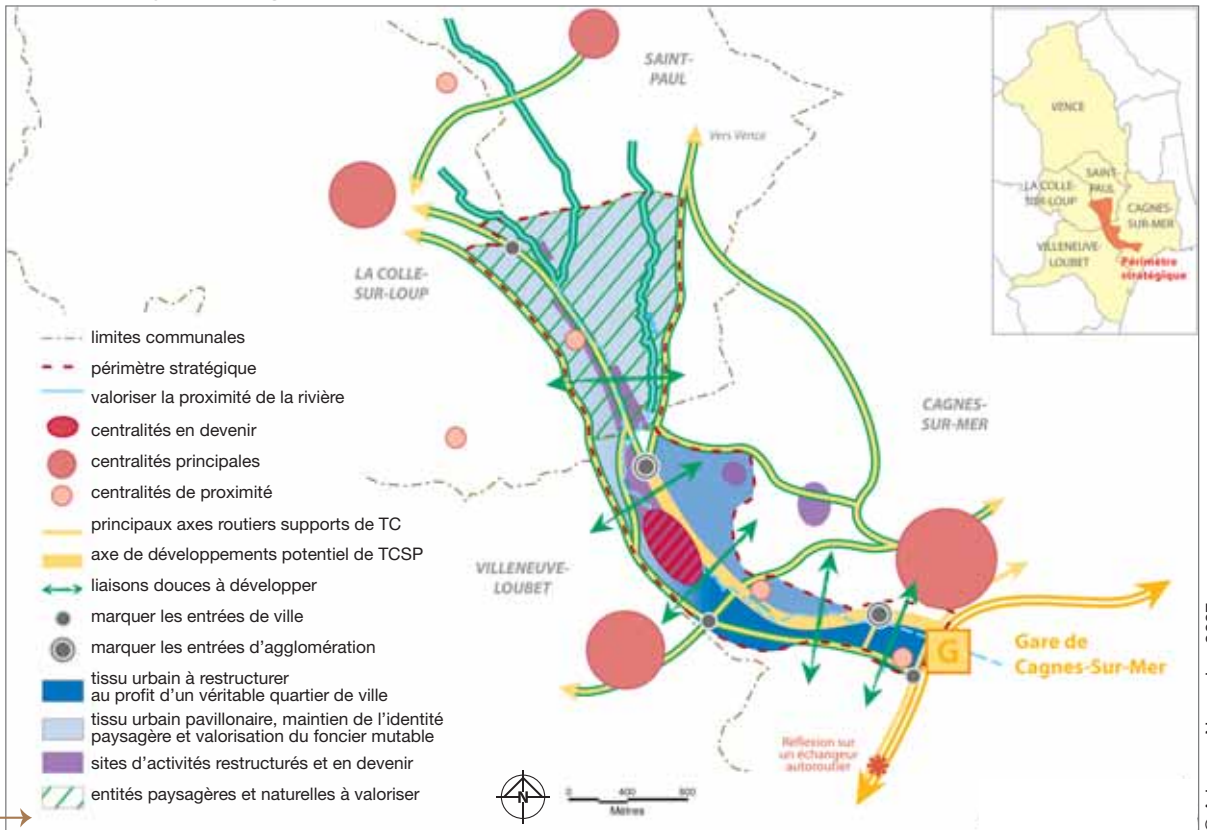 SAINT-
PAUL
Vers Vence
LA COLLE-
SUR-LOUP
CAGNES-
SUR-MER
VILLENEUVE-
LOUBET
G
Gare de
Cagnes-Sur-Mer
Réflexion sur
un échangeur
autoroutier
VENCE
SAINT-
PAUL
LA COLLE-
SUR-LOUP
CAGNES-
SUR-MER
VILLENEUVE-
LOUBET
Périmètre
stratégique
limites communales
périmètre stratégique
valoriser la proximité de la rivière
centralités en devenir
centralités principales
centralités de proximité
principaux axes routiers supports de TC
axe de développements potentiel de TCSP
liaisons douces à développer
marquer les entrées de ville
marquer les entrées d'agglomération
tissu urbain à restructurer
au profit d'un véritable quartier de ville
tissu urbain pavillonaire, maintien de l'identité
paysagère et valorisation du foncier mutable
sites d'activités restructurés et en devenir
entités paysagères et naturelles à valoriser
N
0 400 800
Mètres